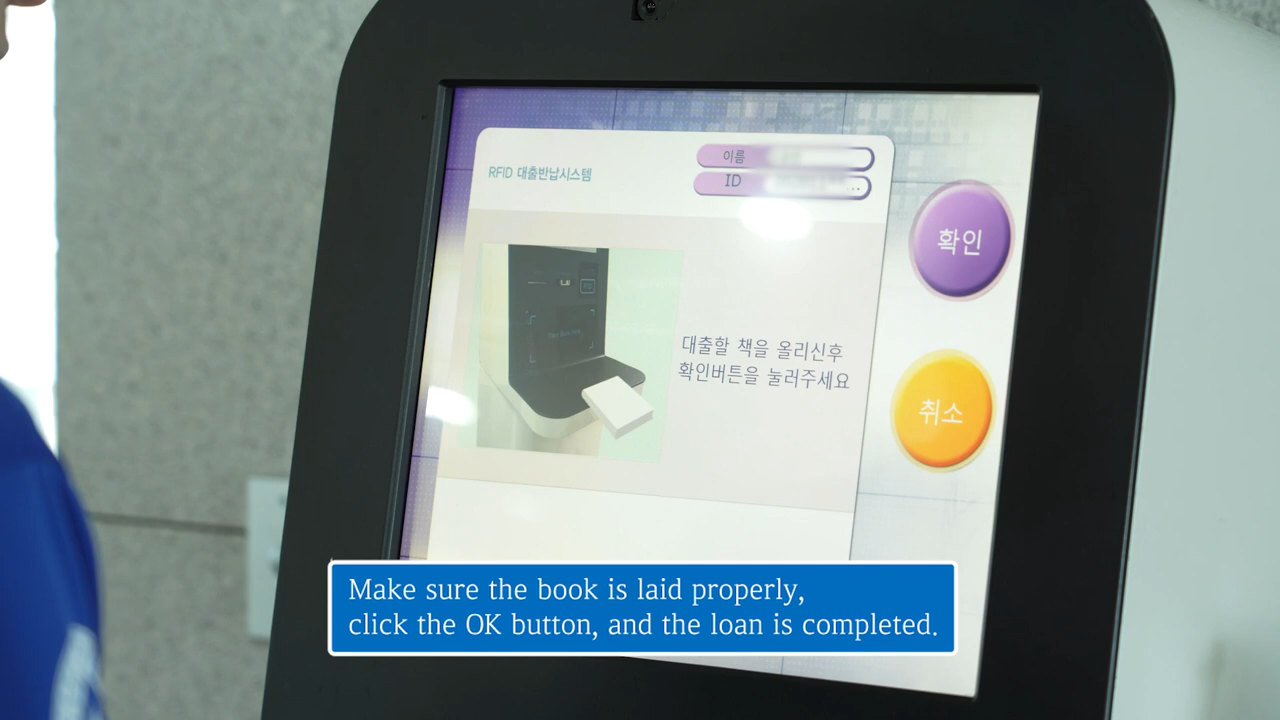 이름
RFID 대출반납시스템
ID
...
확인
대출할 책을 올리신후
확인버튼을 눌러주세요
취소
Make sure the book is laid properly,
click the OK button, and the loan is completed.